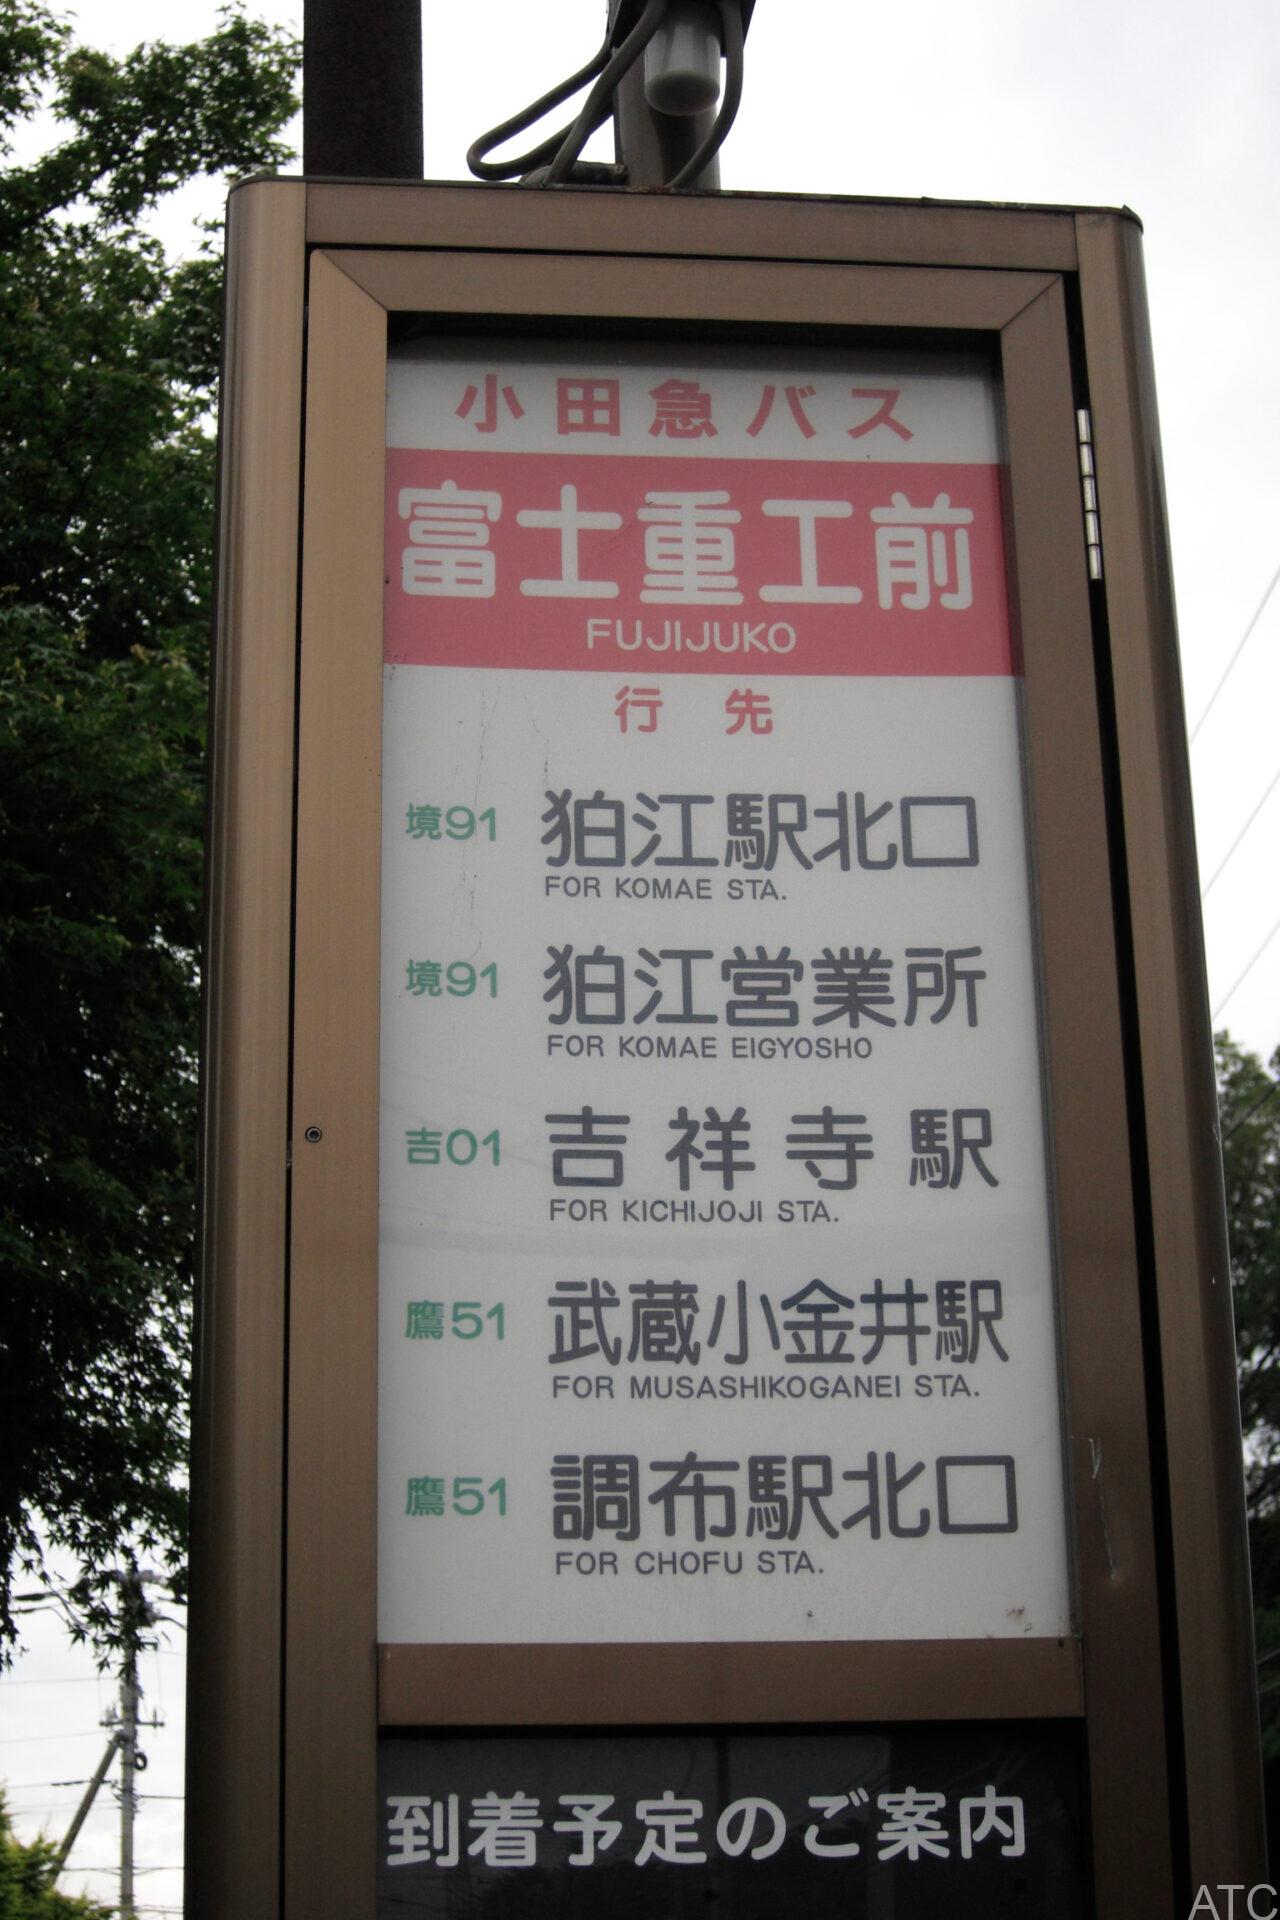 小田急バス
富士重工前
FUJIJUKO
行先
境91 狛江駅北口
FOR KOMAE STA.
境91 狛江営業所
FOR KOMAE EIGYOSHO
吉01 吉祥寺駅
FOR KICHIJOJI STA.
鷹51 武蔵小金井駅
FOR MUSASHIKOGANEI STA.
鷹51 調布駅北口
FOR CHOFU STA.
到着予定のご案内
ATC